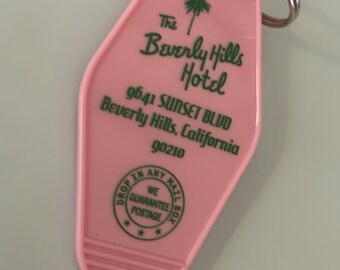 The
Beverly Hills
Hotel
9641 SUNSET BLVD
Beverly Hills, California
90210
DROP IN ANY MAIL BOX
WE
GUARANTEE
POSTAGE